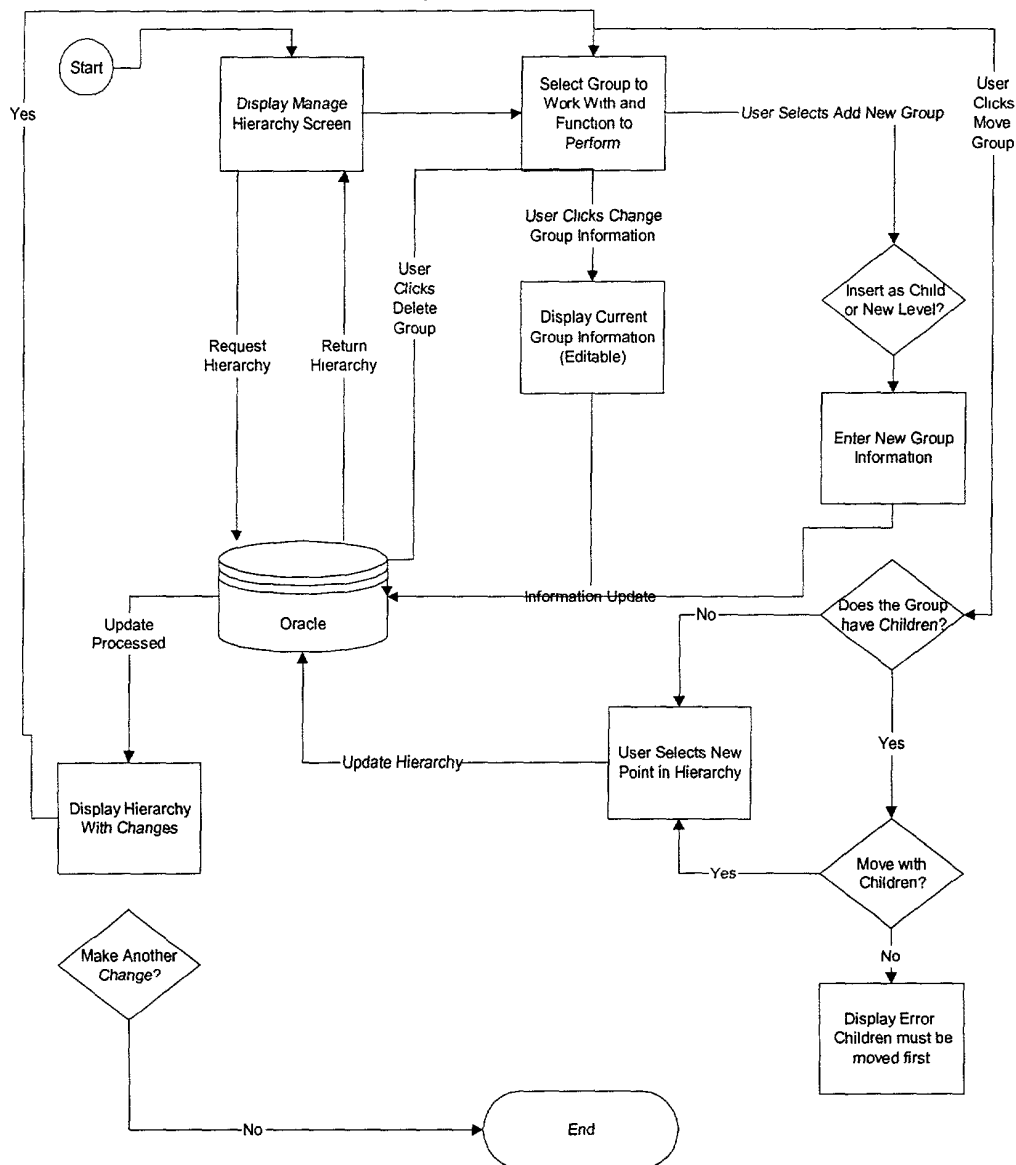 Start
Display Manage
Hierarchy Screen
Select Group to
Work With and
Function to
Perform
User Selects Add New Group
User
Clicks
Move
Group
Yes
User Clicks Change
Group Information
User
Clicks
Delete
Group
Insert as Child
or New Level?
Display Current
Group Information
(Editable)
Request
Hierarchy
Return
Hierarchy
Enter New Group
Information
Oracle
Information Update
Does the Group
have Children?
No
Update
Processed
User Selects New
Point in Hierarchy
Update Hierarchy
Yes
Display Hierarchy
With Changes
Move with
Children?
Yes
No
Make Another
Change?
Display Error
Children must be
moved first
No
End